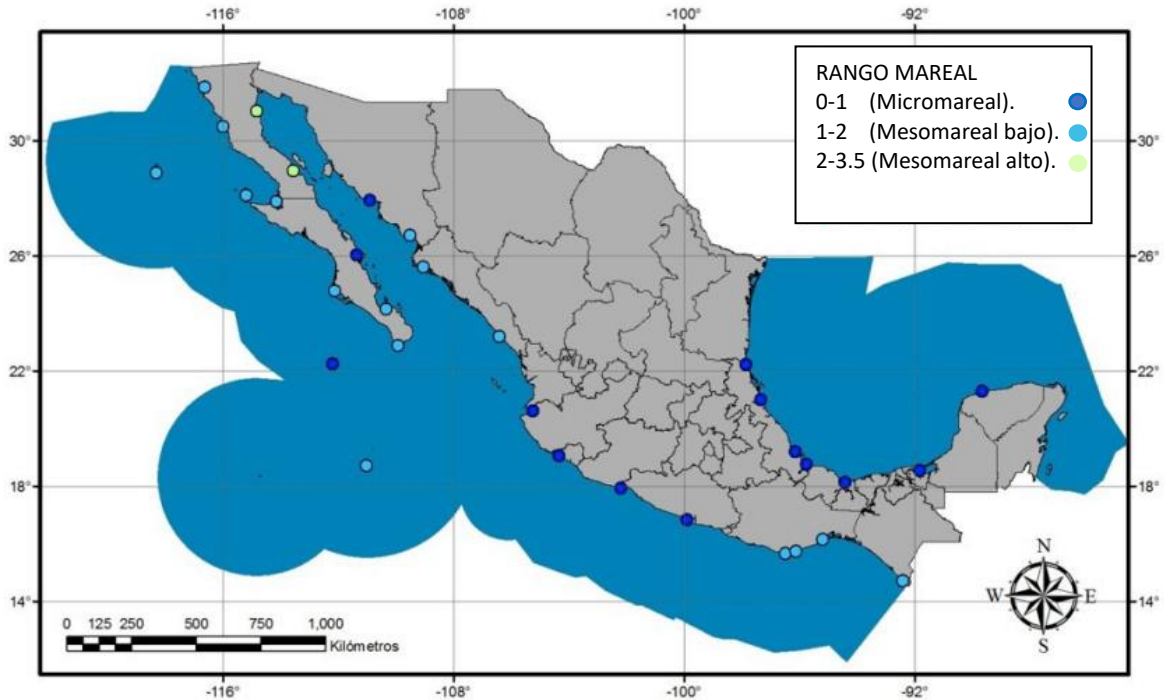 -116° -108° -100° -92°
RANGO MAREAL
0-1 (Micromareal).
1-2 (Mesomareal bajo).
2-3.5 (Mesomareal alto).
30° 30°
26° 26°
22° 22°
18° 18°
14° 14°
N
W E
S
0 125 250 500 750 1,000
Kilómetros
-116° -108° -100° -92°